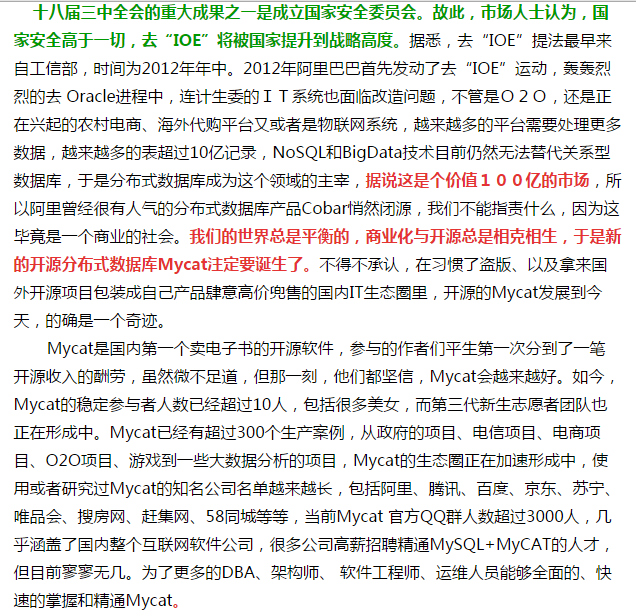 十八届三中全会的重大成果之一是成立国家安全委员会。故此，市场人士认为，国
家安全高于一切，去“IOE”将被国家提升到战略高度。据悉，去“IOE”提法最早来
自工信部，时间为2012年年中。2012年阿里巴巴首先发动了去“IOE”运动，轰轰烈
烈的去 Oracle进程中，连计生委的ＩＴ系统也面临改造问题，不管是Ｏ２Ｏ，还是正
在兴起的农村电商、海外代购平台又或者是物联网系统，越来越多的平台需要处理更多
数据，越来越多的表超过10亿记录，NoSQL和BigData技术目前仍然无法替代关系型
数据库，于是分布式数据库成为这个领域的主宰，据说这是个价值１００亿的市场，所
以阿里曾经很有人气的分布式数据库产品Cobar悄然闭源，我们不能指责什么，因为这
毕竟是一个商业的社会。我们的世界总是平衡的，商业化与开源总是相克相生，于是新
的开源分布式数据库Mycat注定要诞生了。不得不承认，在习惯了盗版、以及拿来国
外开源项目包装成自己产品肆意高价兜售的国内IT生态圈里，开源的Mycat发展到今
天，的确是一个奇迹。
Mycat是国内第一个卖电子书的开源软件，参与的作者们平生第一次分到了一笔
开源收入的酬劳，虽然微不足道，但那一刻，他们都坚信，Mycat会越来越好。如今，
Mycat的稳定参与者人数已经超过10人，包括很多美女，而第三代新生志愿者团队也
正在形成中。Mycat已经有超过300个生产案例，从政府的项目、电信项目、电商项
目、O2O项目、游戏到一些大数据分析的项目，Mycat的生态圈正在加速形成中，使
用或者研究过Mycat的知名公司名单越来越长，包括阿里、腾讯、百度、京东、苏宁、
唯品会、搜房网、赶集网、58同城等等，当前Mycat 官方QQ群人数超过3000人，几
乎涵盖了国内整个互联网软件公司，很多公司高薪招聘精通MySQL+MyCAT的人才，
但目前寥寥无几。为了更多的DBA、架构师、 软件工程师、运维人员能够全面的、快
速的掌握和精通Mycat。